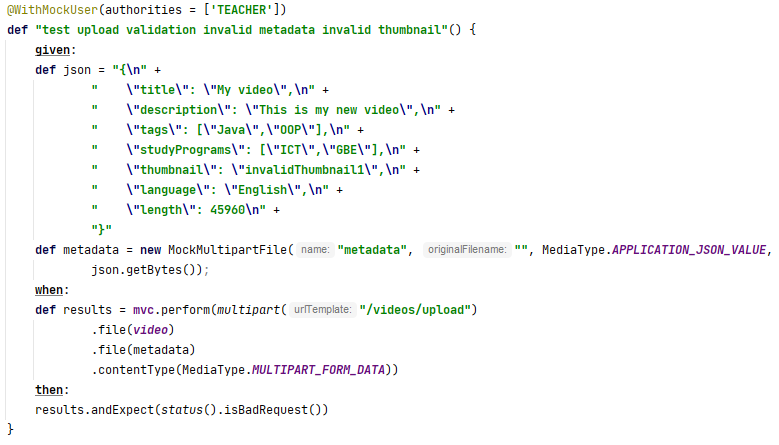 @WithMockUser(authorities = ['TEACHER'])
def "test upload validation invalid metadata invalid thumbnail"() {
    given:
    def json = "{\n" +
            "    \"title\": \"My video\",\n" +
            "    \"description\": \"This is my new video\",\n" +
            "    \"tags\": [\"Java\",\"OOP\"],\n" +
            "    \"studyPrograms\": [\"ICT\",\"GBE\"],\n" +
            "    \"thumbnail\": \"invalidThumbnail1\",\n" +
            "    \"language\": \"English\",\n" +
            "    \"length\": 45960\n" +
            "}"
    def metadata = new MockMultipartFile( name: "metadata", originalFilename: "", MediaType.APPLICATION_JSON_VALUE,
            json.getBytes());
    when:
    def results = mvc.perform(multipart( urlTemplate: "/videos/upload")
            .file(video)
            .file(metadata)
            .contentType(MediaType.MULTIPART_FORM_DATA))
    then:
    results.andExpect(status().isBadRequest())
}